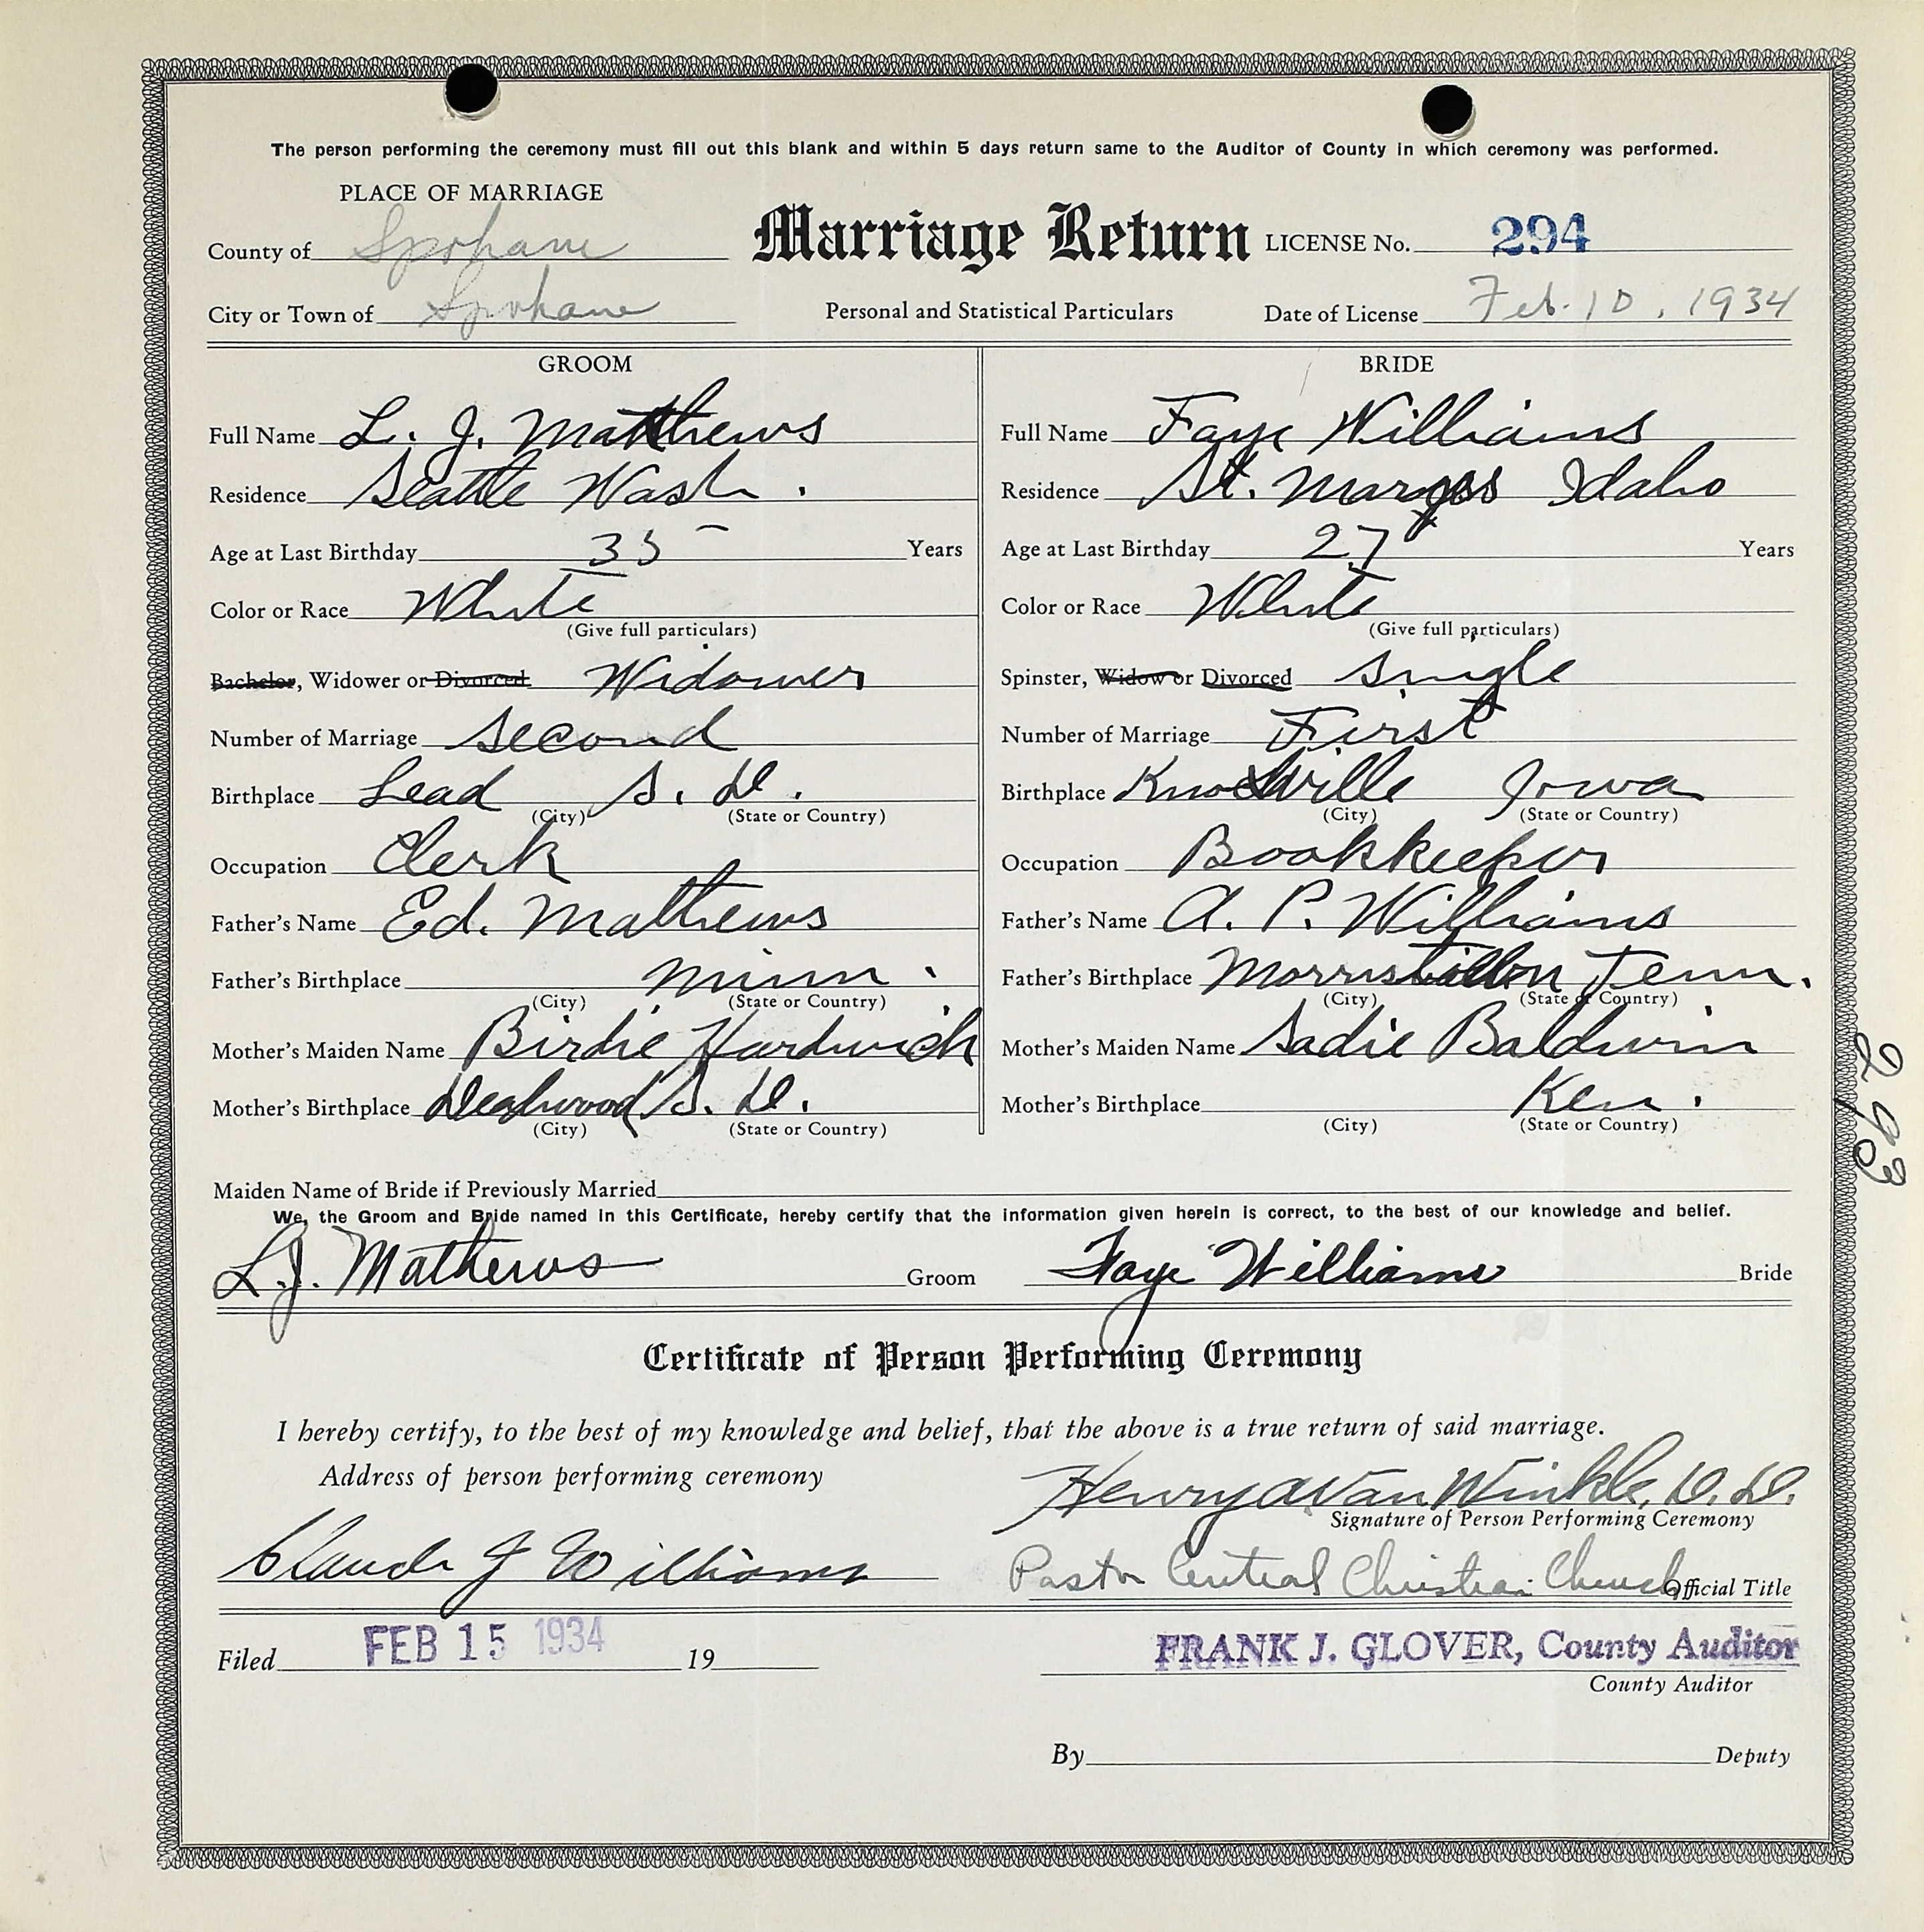 The person performing the ceremony must fill out this blank and within 5 days return same to the Auditor of County in which ceremony was performed.
PLACE OF MARRIAGE
County of Spokane
Marriage Return
LICENSE No. 294
City or Town of Spokane
Personal and Statistical Particulars
Date of License Feb. 10, 1934
GROOM
BRIDE
Full Name L. J. Matthews
Full Name Faye Williams
Residence Seattle Wash.
Residence St. Idaho
Age at Last Birthday 35 Years
Age at Last Birthday 27 Years
Color or Race White
Color or Race White
(Give full particulars)
(Give full particulars)
Bachelor, Widower or Divorced Widower
Spinster, Widow or Divorced Single
Number of Marriage Second
Number of Marriage First
Birthplace Lead S. D.
Birthplace Knoxville Iowa
(City) (State or Country)
(City) (State or Country)
Occupation Clerk
Occupation Bookkeeper
Father's Name Ed. Mathews
Father's Name A. P. Williams
Father's Birthplace Minn.
Father's Birthplace Tenn.
(City) (State or Country)
(City) (State or Country)
Mother's Maiden Name Birdie Hardwick
Mother's Maiden Name Sadie Baldwin
Mother's Birthplace Deadwood S. D.
Mother's Birthplace Ken.
(City) (State or Country)
(City) (State or Country)
293
Maiden Name of Bride if Previously Married
We, the Groom and Bride named in this Certificate, hereby certify that the information given herein is correct, to the best of our knowledge and belief.
L.J. Mathews Groom
Faye Williams Bride
Certificate of Person Performing Ceremony
I hereby certify, to the best of my knowledge and belief, that the above is a true return of said marriage.
Address of person performing ceremony
Henry A Van Winkle, D.D.
Signature of Person Performing Ceremony
Claude J Williams
Pastor Central Christian Church Official Title
Filed FEB 15 1934 19
FRANK J. GLOVER, County Auditor
County Auditor
By Deputy